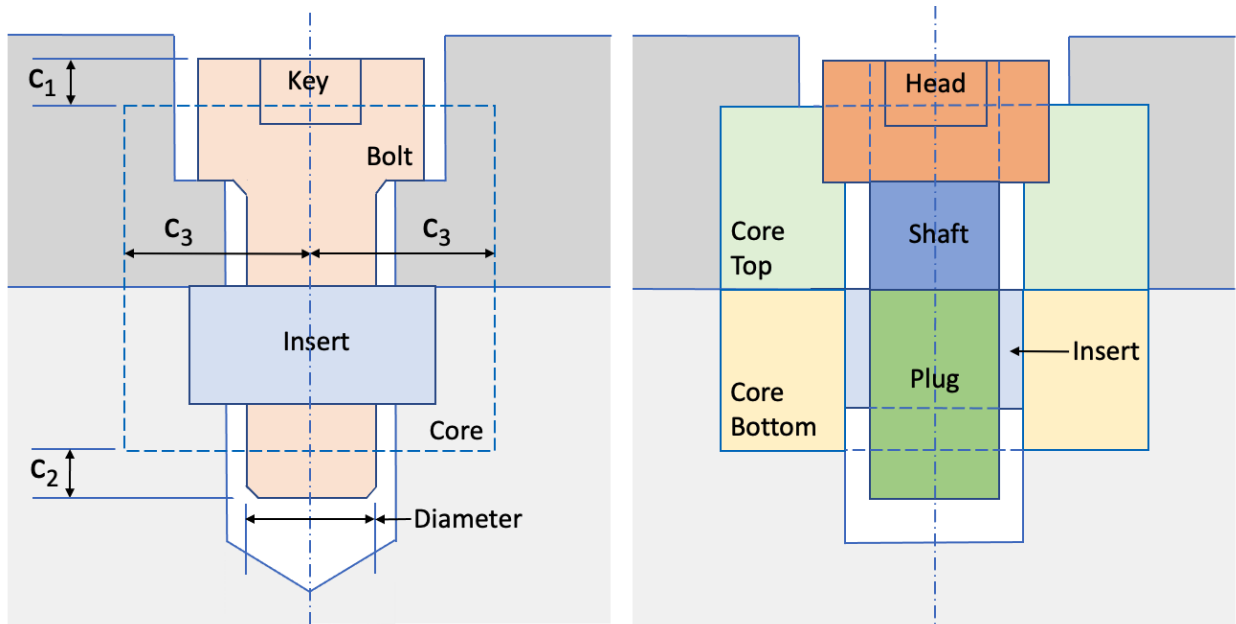 C1
Key
Bolt
C3
C3
Insert
Core
C2
Diameter
Head
Core
Top
Shaft
Insert
Plug
Core
Bottom